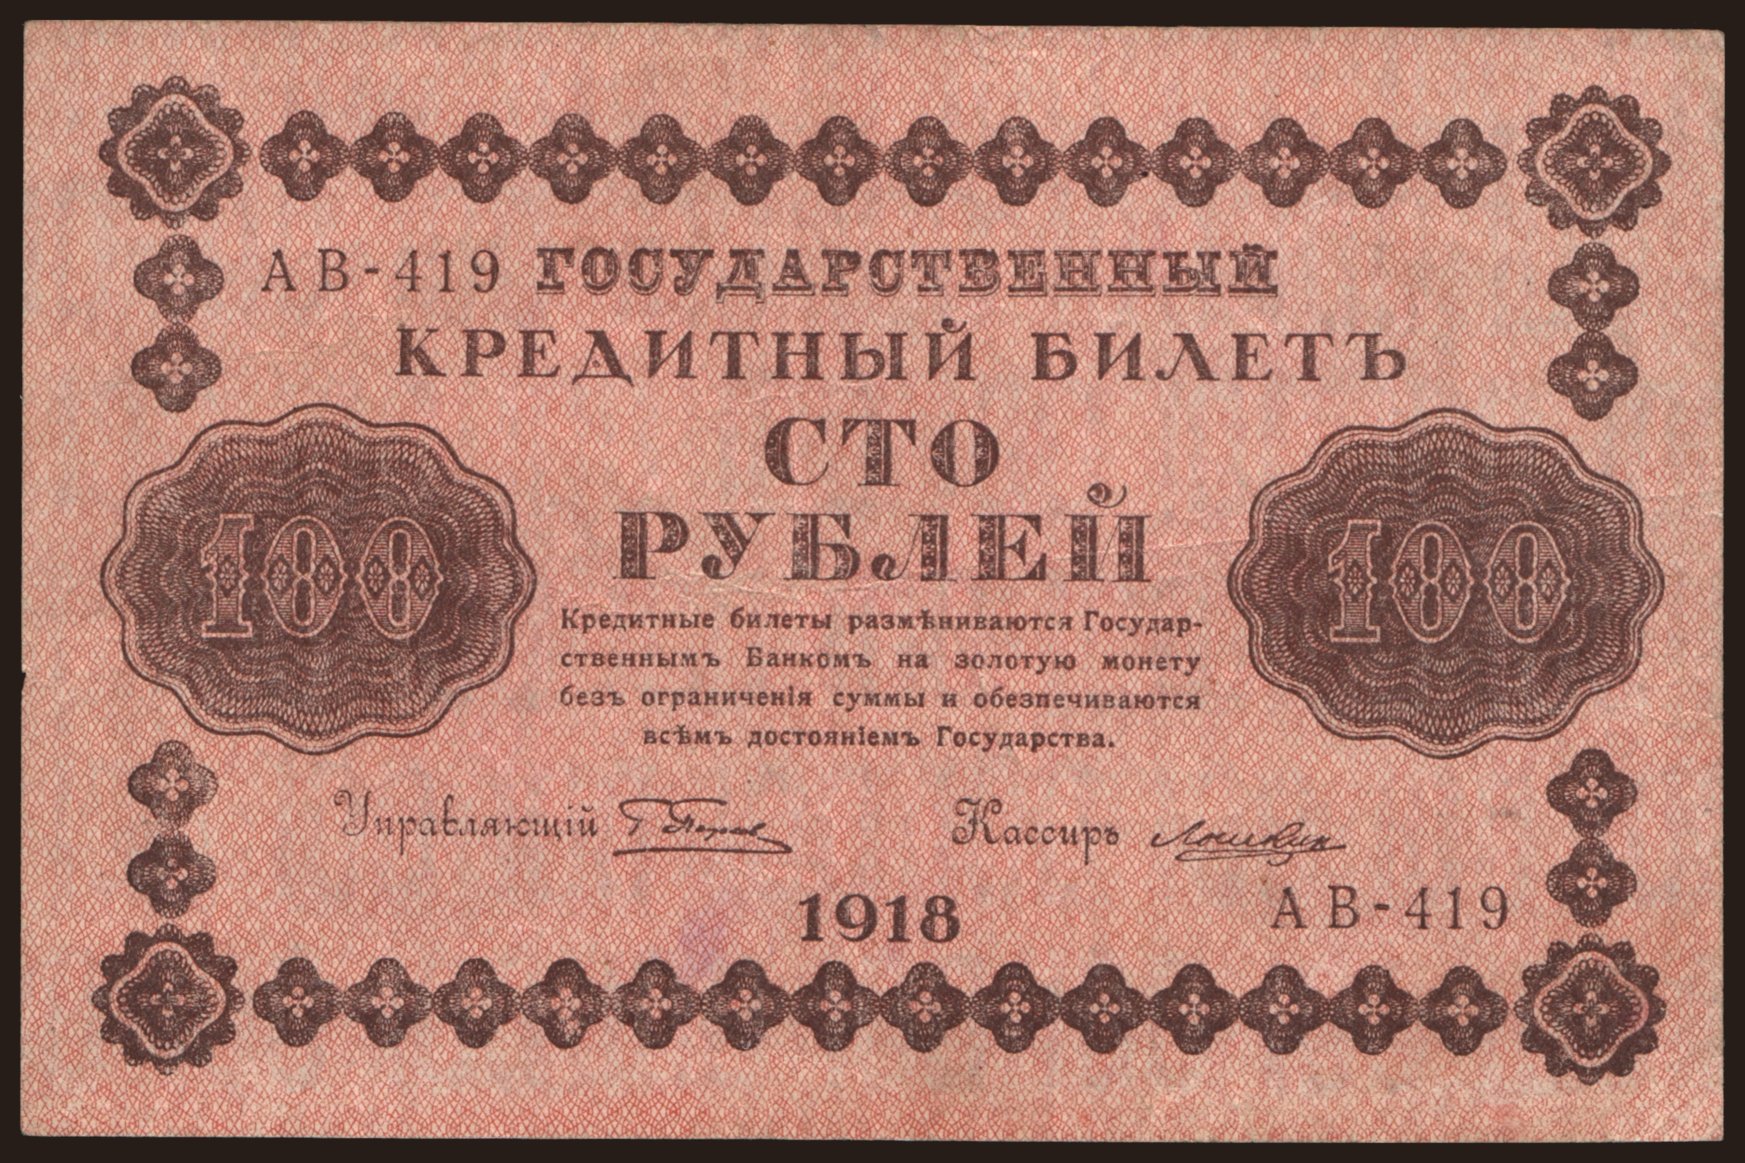 АВ-419 ГОСУДАРСТВЕННЫЙ
КРЕДИТНЫЙ БИЛЕТЪ
СТО
РУБЛЕЙ
100
100
Кредитные билеты размѣниваются Государ-
ственнымъ Банкомъ на золотую монету
безъ ограниченія суммы и обезпечиваются
всѣмъ достояніемъ Государства.
Управляющій
Кассиръ
1918
АВ-419